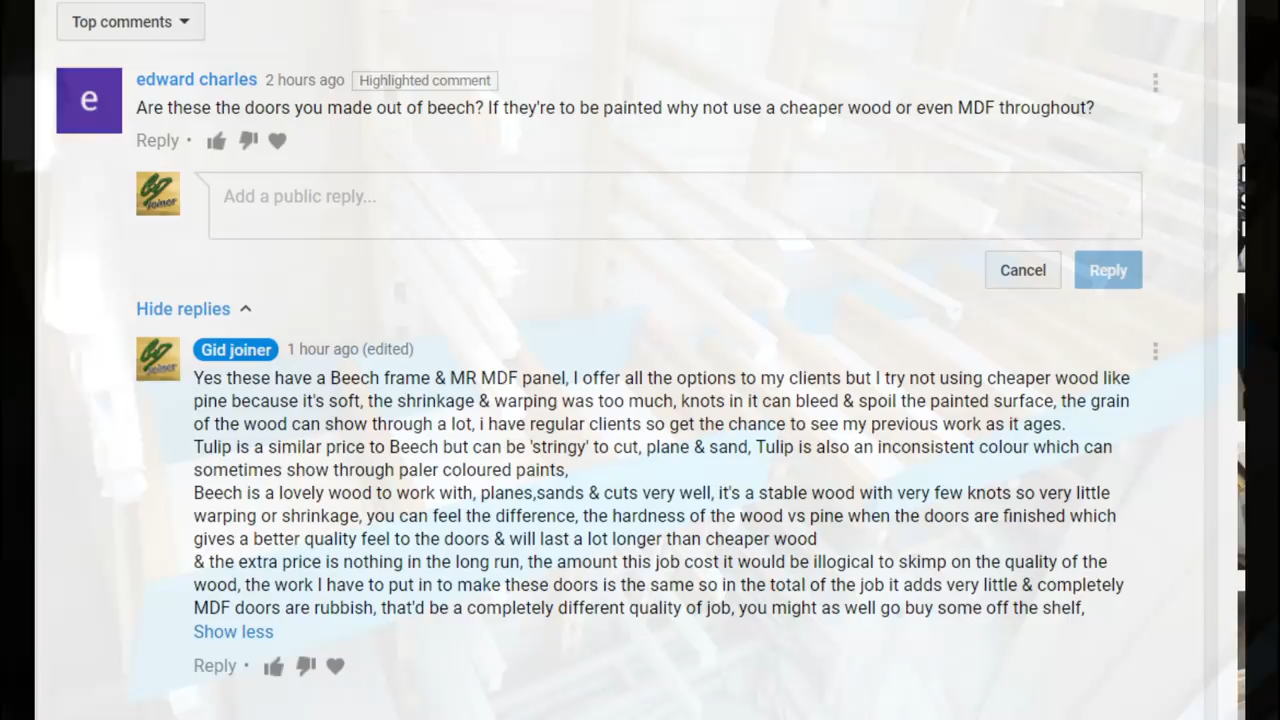 Top comments
edward charles 2 hours ago Highlighted comment
e
Are these the doors you made out of beech? If they're to be painted why not use a cheaper wood or even MDF throughout?
Reply •
Joiner
Add a public reply...
Cancel Reply
Hide replies
Joiner
Gid joiner 1 hour ago (edited)
Yes these have a Beech frame & MR MDF panel, I offer all the options to my clients but I try not using cheaper wood like
pine because it's soft, the shrinkage & warping was too much, knots in it can bleed & spoil the painted surface, the grain
of the wood can show through a lot, i have regular clients so get the chance to see my previous work as it ages.
Tulip is a similar price to Beech but can be 'stringy' to cut, plane & sand, Tulip is also an inconsistent colour which can
sometimes show through paler coloured paints,
Beech is a lovely wood to work with, planes,sands & cuts very well, it's a stable wood with very few knots so very little
warping or shrinkage, you can feel the difference, the hardness of the wood vs pine when the doors are finished which
gives a better quality feel to the doors & will last a lot longer than cheaper wood
& the extra price is nothing in the long run, the amount this job cost it would be illogical to skimp on the quality of the
wood, the work I have to put in to make these doors is the same so in the total of the job it adds very little & completely
MDF doors are rubbish, that'd be a completely different quality of job, you might as well go buy some off the shelf,
Show less
Reply •